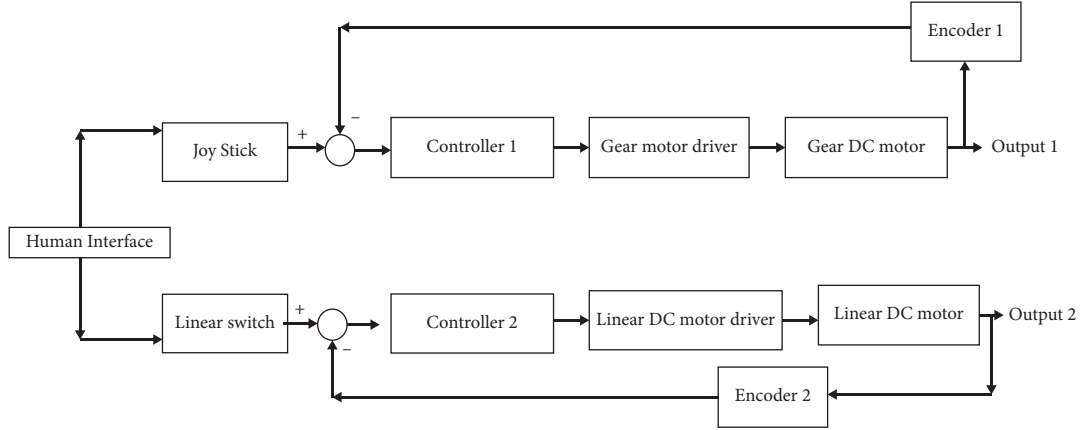 Encoder 1
−
+
Joy Stick
Controller 1
Gear motor driver
Gear DC motor
Output 1
Human Interface
+
Linear switch
−
Controller 2
Linear DC motor driver
Linear DC motor
Output 2
Encoder 2